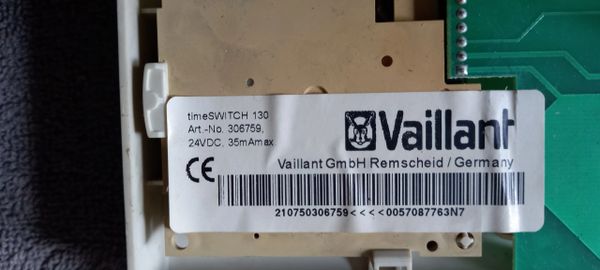 timeSWITCH 130
Art.-No. 306759,
24VDC, 35mAmax
Vaillant
Vaillant GmbH Remscheid / Germany
CE
210750306759<<<<0057087763N7